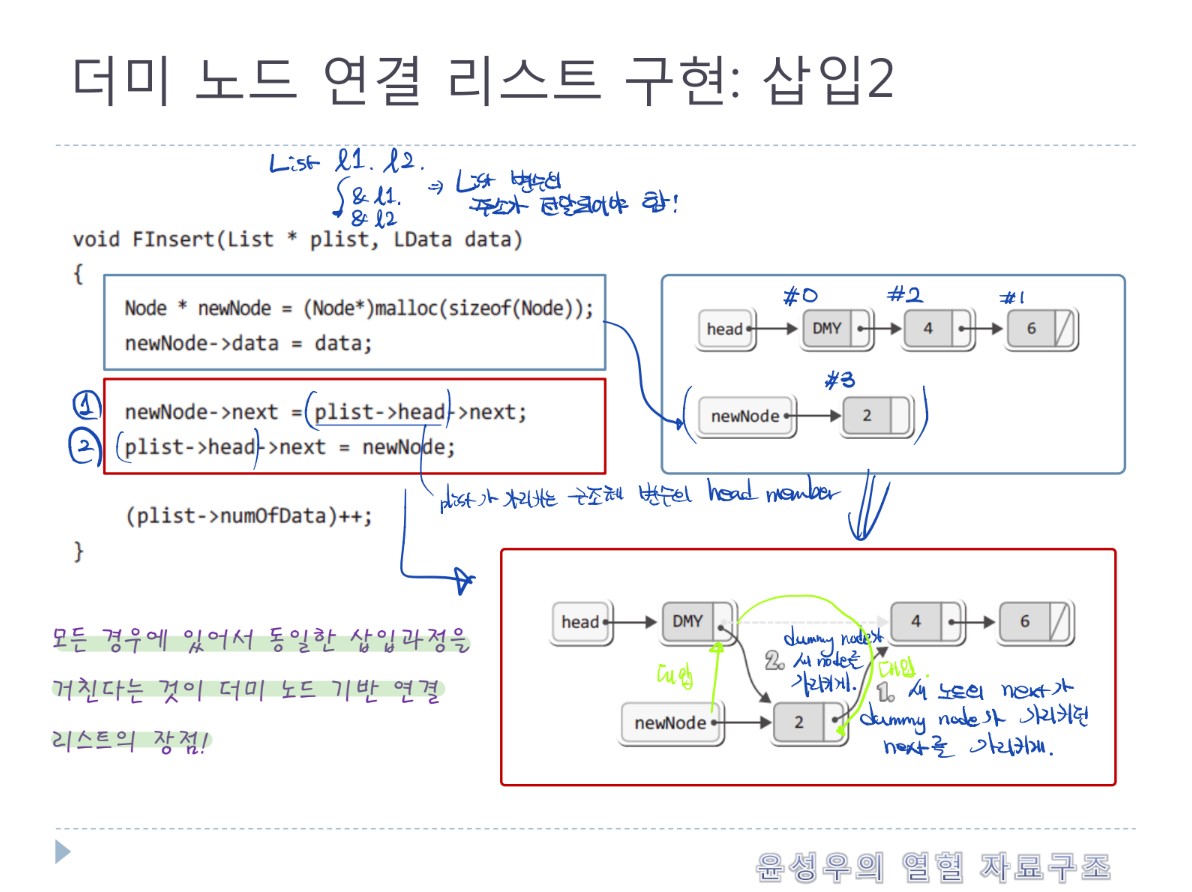 더미 노드 연결 리스트 구현: 삽입2
List l1. l2.
& l1.
& l2
⇒ List 변수의
주소가 전달되어야 함!
void FInsert(List * plist, LData data)
{
Node * newNode = (Node*)malloc(sizeof(Node));
newNode->data = data;
① newNode->next = (plist->head)->next;
② (plist->head)->next = newNode;
plist가 가리키는 구조체 변수의 head member
(plist->numOfData)++;
}
#0 #2 #1
head DMY 4 6
#3
newNode 2
head DMY 4 6
dummy node가
2. 새 node를
가리키게.
대입
대입.
1. 새 노드의 next가
dummy node가 가리키던
next를 가리키게.
newNode 2
모든 경우에 있어서 동일한 삽입과정을
거친다는 것이 더미 노드 기반 연결
리스트의 장점!
윤성우의 열혈 자료구조